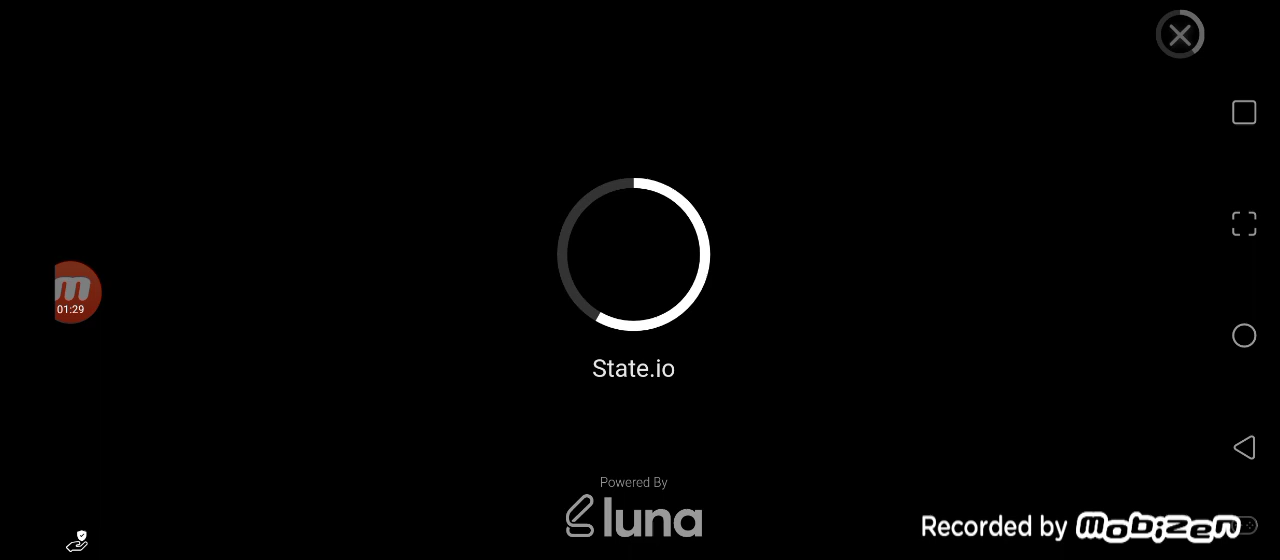 m
01:29
State.io
Powered By
luna
Recorded by mobizen